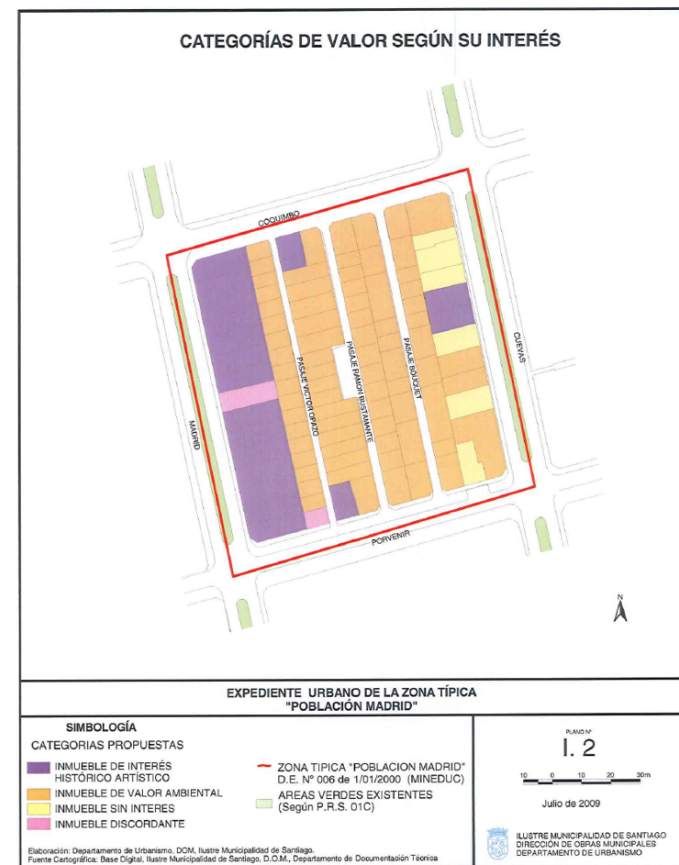 CATEGORÍAS DE VALOR SEGÚN SU INTERÉS
COQUIMBO
MADRID
PASAJE VICTOR OPAZO
PASAJE RAMON BUSTAMANTE
PASAJE BOUQUET
CUEVAS
PORVENIR
N
EXPEDIENTE URBANO DE LA ZONA TÍPICA
"POBLACIÓN MADRID"
SIMBOLOGÍA
CATEGORIAS PROPUESTAS
INMUEBLE DE INTERÉS
HISTÓRICO ARTÍSTICO
INMUEBLE DE VALOR AMBIENTAL
INMUEBLE SIN INTERES
INMUEBLE DISCORDANTE
ZONA TIPICA "POBLACION MADRID"
D.E. Nº 006 de 1/01/2000 (MINEDUC)
AREAS VERDES EXISTENTES
(Según P.R.S. 01C)
Elaboración: Departamento de Urbanismo, DOM, Ilustre Municipalidad de Santiago.
Fuente Cartográfica: Base Digital, Ilustre Municipalidad de Santiago, D.O.M., Departamento de Documentación Técnica
PLANO Nº
I. 2
10 0 10 20 30m
Julio de 2009
ILUSTRE MUNICIPALIDAD DE SANTIAGO
DIRECCIÓN DE OBRAS MUNICIPALES
DEPARTAMENTO DE URBANISMO